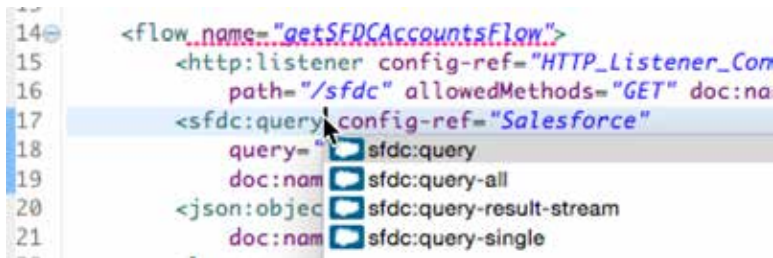 14 <flow name="getSFDCAccountsFlow">
15 <http:listener config-ref="HTTP_Listener_Con
16 path="/sfdc" allowedMethods="GET" doc:na
17 <sfdc:query config-ref="Salesforce"
18 query=" sfdc:query
19 doc:nam sfdc:query-all
20 <json:objec sfdc:query-result-stream
21 doc:nam sfdc:query-single